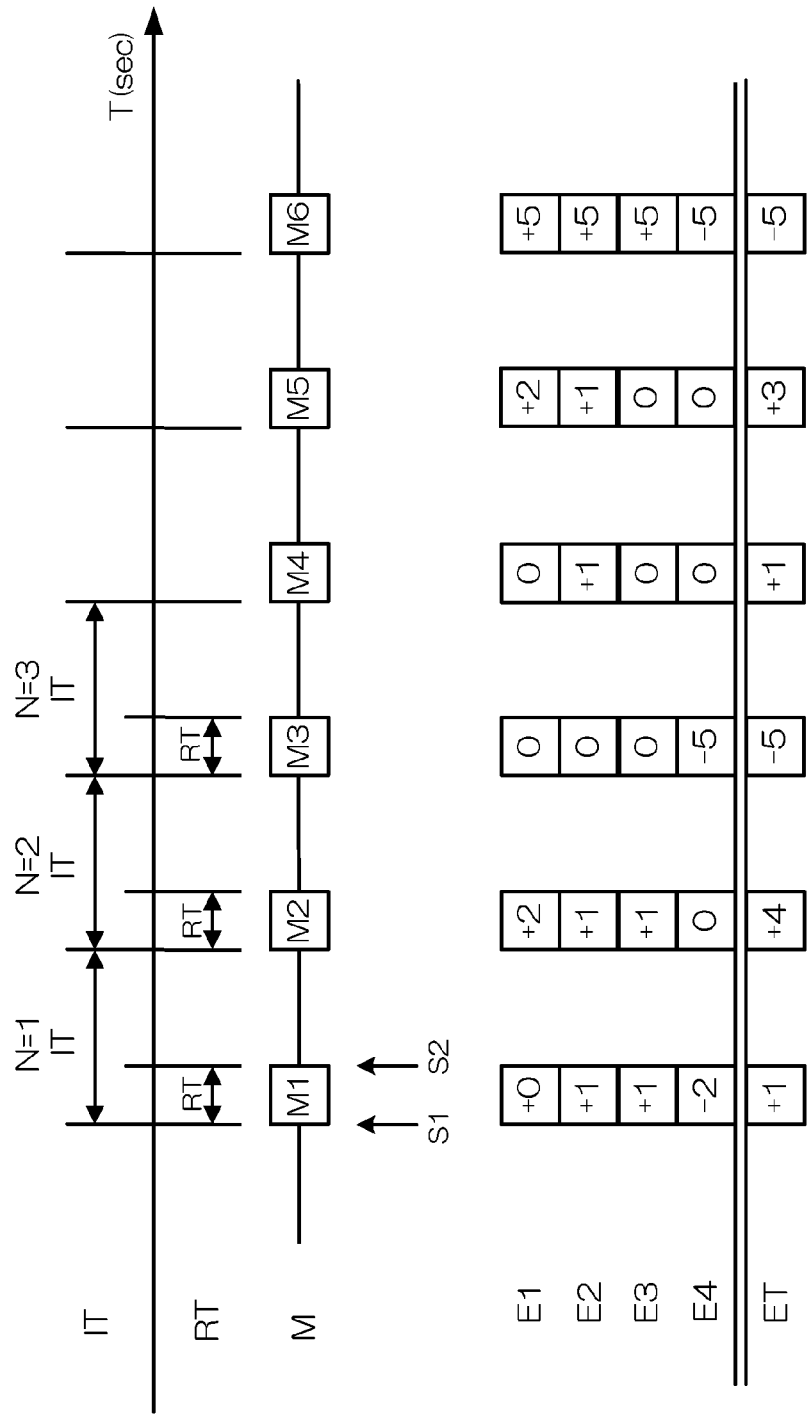 T(sec)
N=1 N=2 N=3
IT IT IT
IT
RT RT RT RT
M M1 M2 M3 M4 M5 M6
S1 S2
E1 +0 +2 0 0 +2 +5
E2 +1 +1 0 +1 +1 +5
E3 +1 +1 0 0 0 +5
E4 -2 0 -5 0 0 -5
ET +1 +4 -5 +1 +3 -5